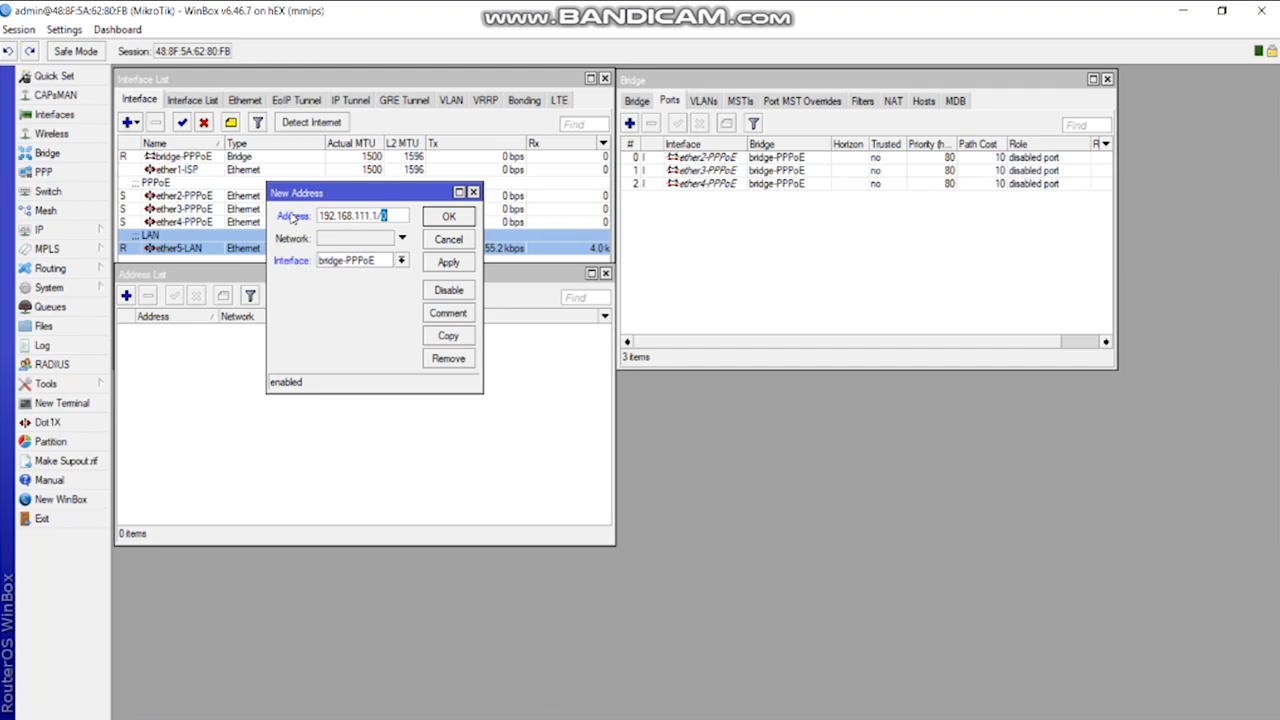 admin@48:8F:5A:62:80:FB (MikroTik) - WinBox v6.46.7 on hEX (mmips)
www.BANDICAM.com
Session Settings Dashboard
Safe Mode Session: 48:8F:5A:62:80:FB
Quick Set
CAPsMAN
Interfaces
Wireless
Bridge
PPP
Switch
Mesh
IP
MPLS
Routing
System
Queues
Files
Log
RADIUS
Tools
New Terminal
Dot1X
Partition
Make Supout.rif
Manual
New WinBox
Exit
RouterOS WinBox
Interface List
Interface Interface List Ethernet EoIP Tunnel IP Tunnel GRE Tunnel VLAN VRRP Bonding LTE
Detect Internet Find
Name / Type Actual MTU L2 MTU Tx Rx
R bridge-PPPoE Bridge 1500 1596 0 bps 0
ether1-ISP Ethernet 1500 1596 0 bps 0
::: PPPoE
S ether2-PPPoE Ethernet 0 bps 0
S ether3-PPPoE Ethernet 0 bps 0
S ether4-PPPoE Ethernet 0 bps 0
::: LAN
R ether5-LAN Ethernet 55.2 kbps 4.0 k
New Address
Address: 192.168.111.1/0 OK
Network: Cancel
Interface: bridge-PPPoE Apply
Disable
Comment
Copy
Remove
enabled
Address List
Find
Address / Network
0 items
Bridge
Bridge Ports VLANs MSTIs Port MST Overrides Filters NAT Hosts MDB
Find
# Interface Bridge Horizon Trusted Priority (h... Path Cost Role R
0 I ether2-PPPoE bridge-PPPoE no 80 10 disabled port
1 I ether3-PPPoE bridge-PPPoE no 80 10 disabled port
2 I ether4-PPPoE bridge-PPPoE no 80 10 disabled port
3 items